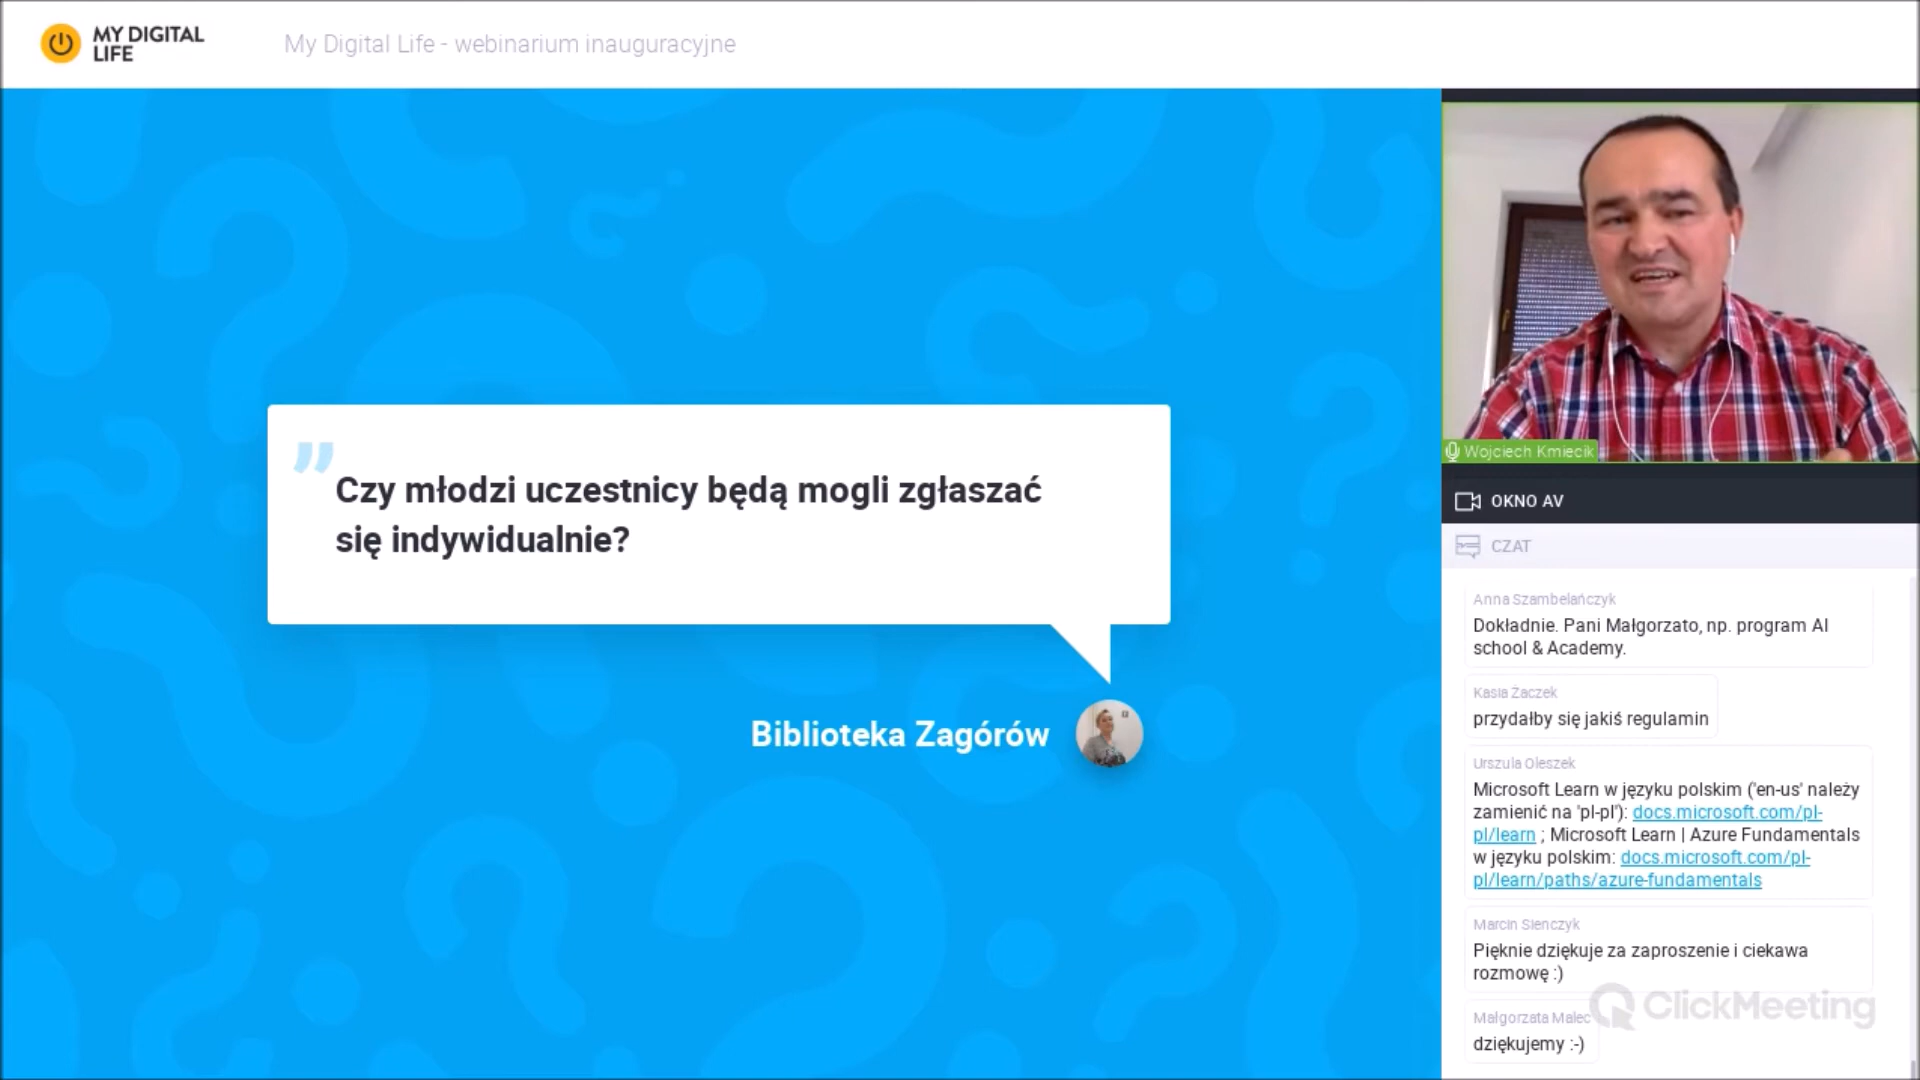 MY DIGITAL
LIFE
My Digital Life - webinarium inauguracyjne
”
Czy młodzi uczestnicy będą mogli zgłaszać
się indywidualnie?
Biblioteka Zagórów
Wojciech Kmiecik
OKNO AV
CZAT
Anna Szambelańczyk
Dokładnie. Pani Małgorzato, np. program AI
school & Academy.
Kasia Żaczek
przydałby się jakiś regulamin
Urszula Oleszek
Microsoft Learn w języku polskim ('en-us' należy
zamienić na 'pl-pl'): docs.microsoft.com/pl-
pl/learn ; Microsoft Learn | Azure Fundamentals
w języku polskim: docs.microsoft.com/pl-
pl/learn/paths/azure-fundamentals
Marcin Sienczyk
Pięknie dziękuje za zaproszenie i ciekawa
rozmowę :)
ClickMeeting
Małgorzata Malec
dziękujemy :-)